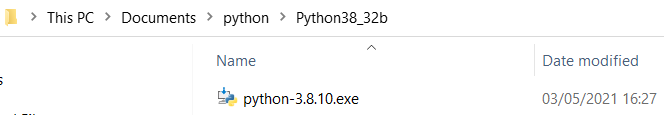 This PC > Documents > python > Python38_32b
Name Date modified
python-3.8.10.exe 03/05/2021 16:27